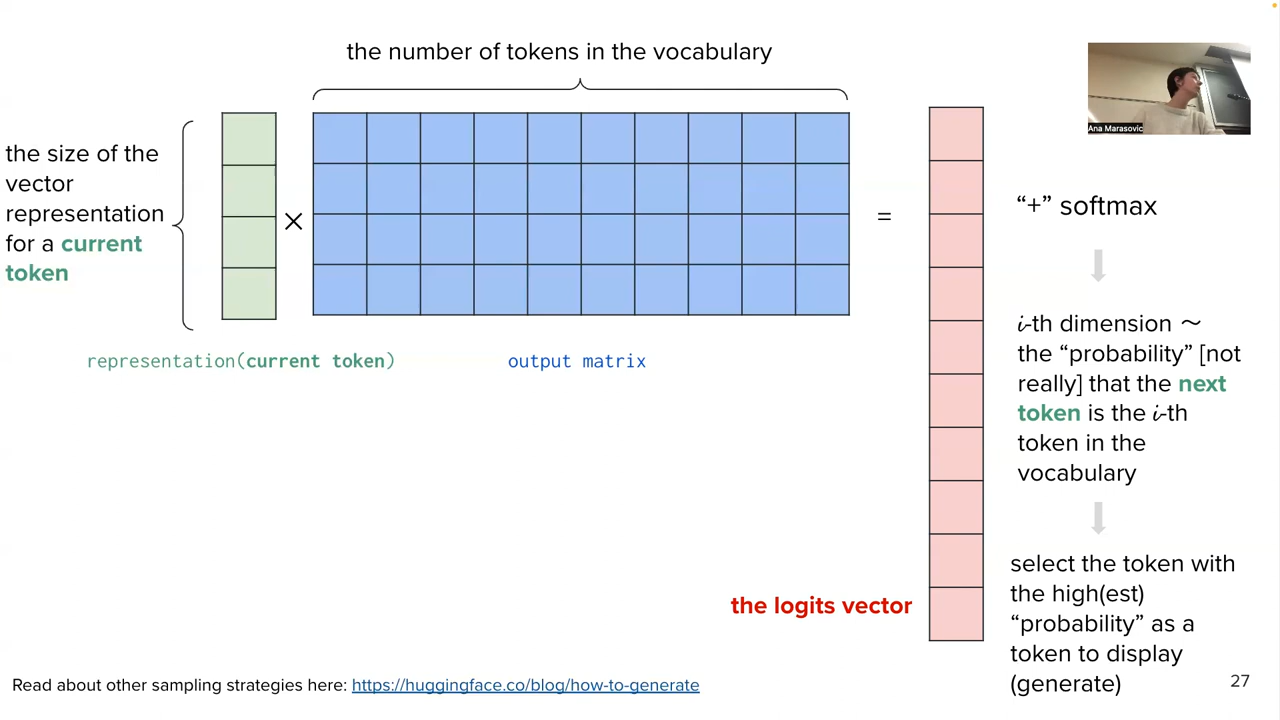 the number of tokens in the vocabulary
Ana Marasovic
the size of the
vector
representation
for a current
token
×
=
“+” softmax
representation(current token)
output matrix
𝑖-th dimension ～
the “probability” [not
really] that the next
token is the 𝑖-th
token in the
vocabulary
the logits vector
select the token with
the high(est)
“probability” as a
token to display
(generate)
Read about other sampling strategies here: https://huggingface.co/blog/how-to-generate
27